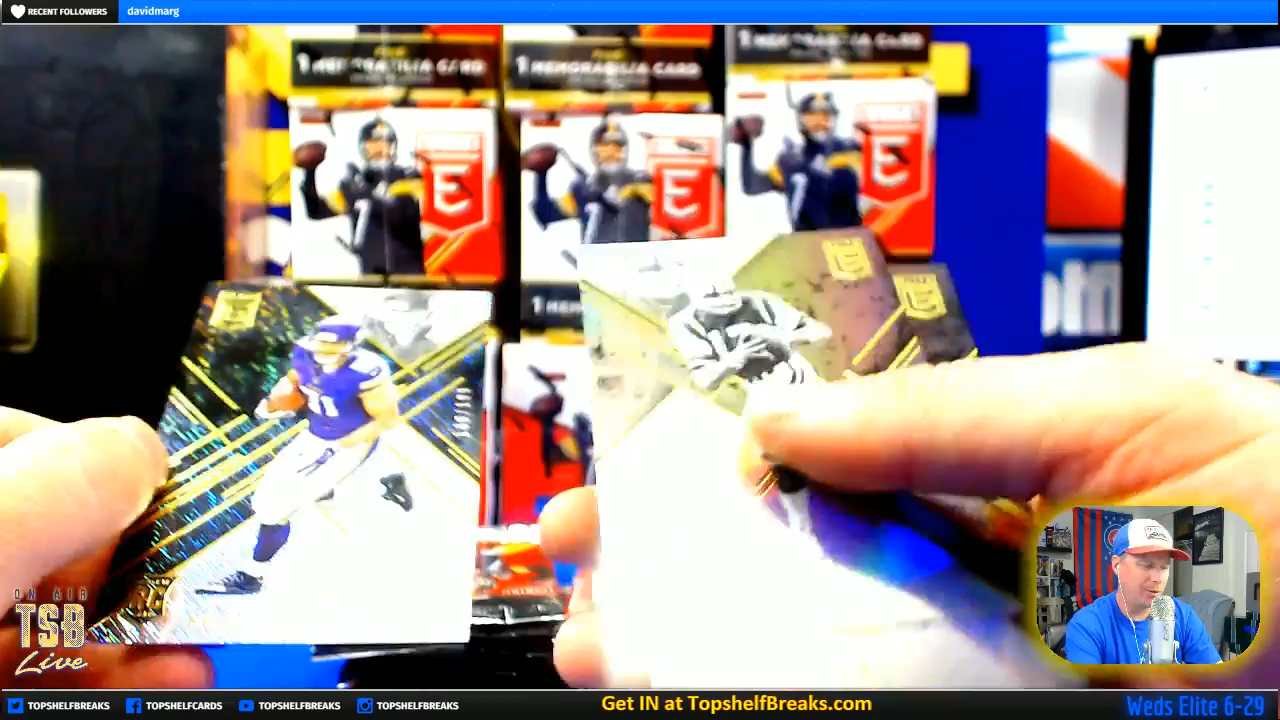 RECENT FOLLOWERS davidmarg
1 MEMORABILIA CARD
1 MEMORABILIA CARD
1 MEMORABILIA CARD
E
E
E
ON AIR
TSB
Live
TOPSHELFBREAKS TOPSHELFCARDS TOPSHELFBREAKS TOPSHELFBREAKS Get IN at TopshelfBreaks.com Weds Elite 6-29